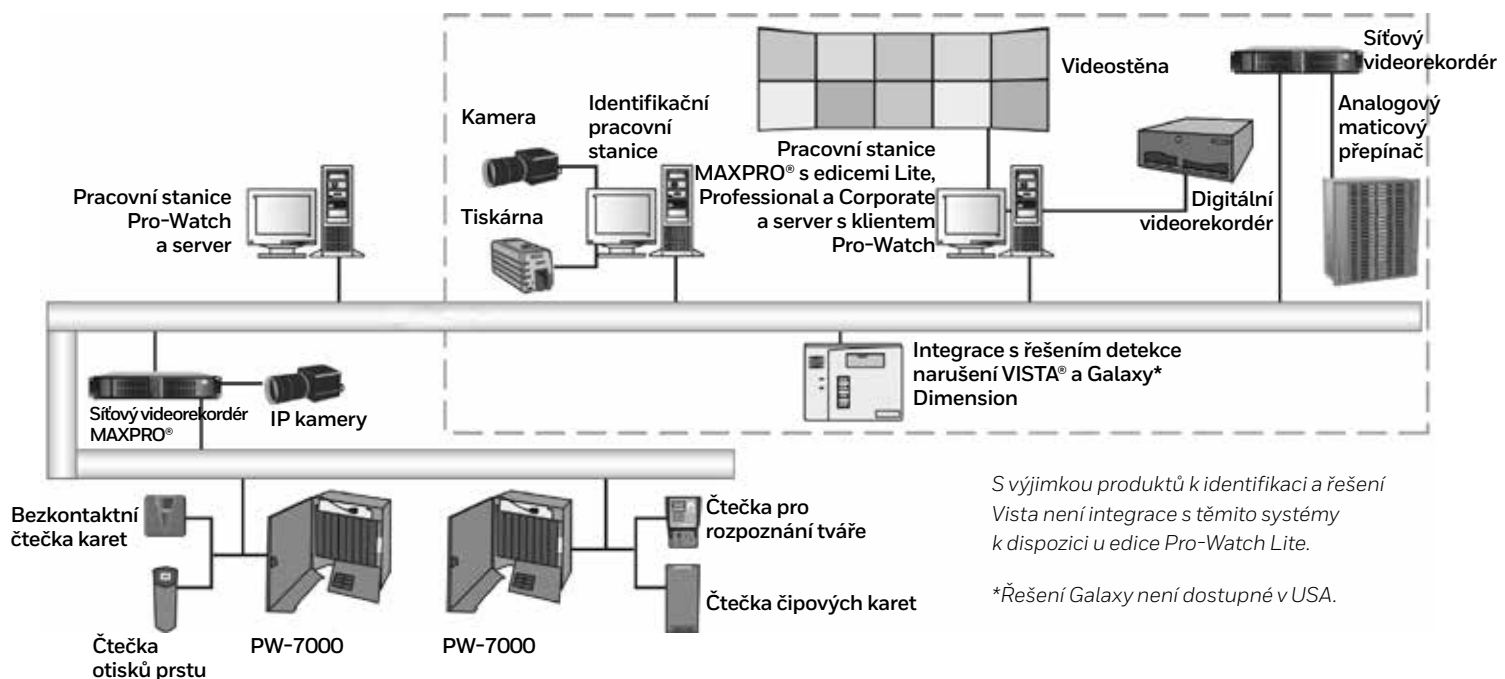 Síťový
videorekordér
Videostěna
Kamera
Identifikační
pracovní
stanice
Analogový
maticový
přepínač
Pracovní stanice
MAXPRO® s edicemi Lite,
Professional a Corporate
a server s klientem
Pro-Watch
Pracovní stanice
Pro-Watch
a server
Tiskárna
Digitální
videorekordér
Integrace s řešením detekce
narušení VISTA® a Galaxy*
Dimension
Síťový videorekordér
MAXPRO®
IP kamery
Bezkontaktní
čtečka karet
Čtečka
otisků prstu
PW-7000
PW-7000
Čtečka pro
rozpoznání tváře
Čtečka čipových karet
S výjimkou produktů k identifikaci a řešení
Vista není integrace s těmito systémy
k dispozici u edice Pro-Watch Lite.
*Řešení Galaxy není dostupné v USA.